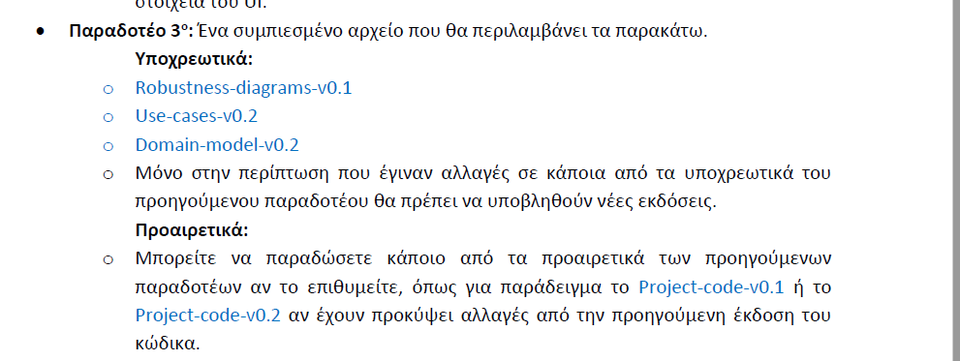 στοιχεία του UI.
• Παραδοτέο 3ο: Ένα συμπιεσμένο αρχείο που θα περιλαμβάνει τα παρακάτω.
Υποχρεωτικά:
o Robustness-diagrams-v0.1
o Use-cases-v0.2
o Domain-model-v0.2
o Μόνο στην περίπτωση που έγιναν αλλαγές σε κάποια από τα υποχρεωτικά του
προηγούμενου παραδοτέου θα πρέπει να υποβληθούν νέες εκδόσεις.
Προαιρετικά:
o Μπορείτε να παραδώσετε κάποιο από τα προαιρετικά των προηγούμενων
παραδοτέων αν το επιθυμείτε, όπως για παράδειγμα το Project-code-v0.1 ή το
Project-code-v0.2 αν έχουν προκύψει αλλαγές από την προηγούμενη έκδοση του
κώδικα.